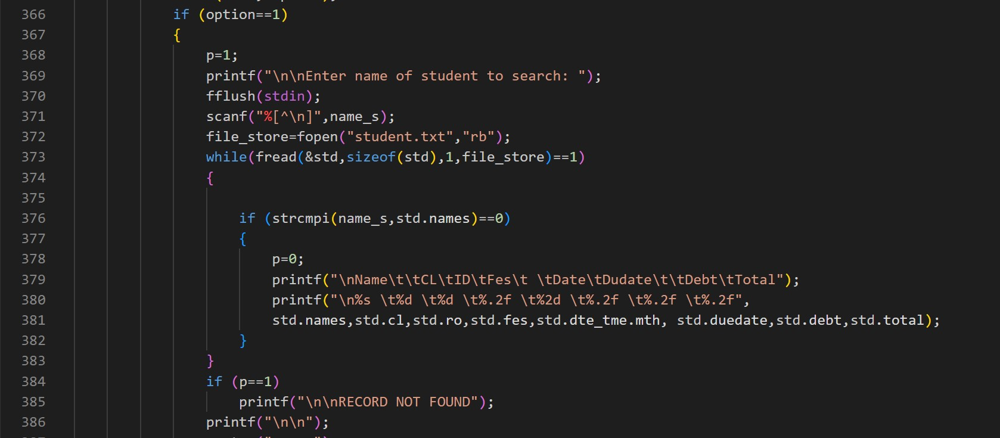 366 if (option==1)
367 {
368 p=1;
369 printf("\n\nEnter name of student to search: ");
370 fflush(stdin);
371 scanf("%[^\n]",name_s);
372 file_store=fopen("student.txt","rb");
373 while(fread(&std,sizeof(std),1,file_store)==1)
374 {
375
376 if (strcmpi(name_s,std.names)==0)
377 {
378 p=0;
379 printf("\nName\t\tCL\tID\tFes\t \tDate\tDudate\t\tDebt\tTotal");
380 printf("\n%s \t%d \t%d \t%.2f \t%2d \t%.2f \t%.2f \t%.2f",
381 std.names,std.cl,std.ro,std.fes,std.dte_tme.mth, std.duedate,std.debt,std.total);
382 }
383 }
384 if (p==1)
385 printf("\n\nRECORD NOT FOUND");
386 printf("\n\n");